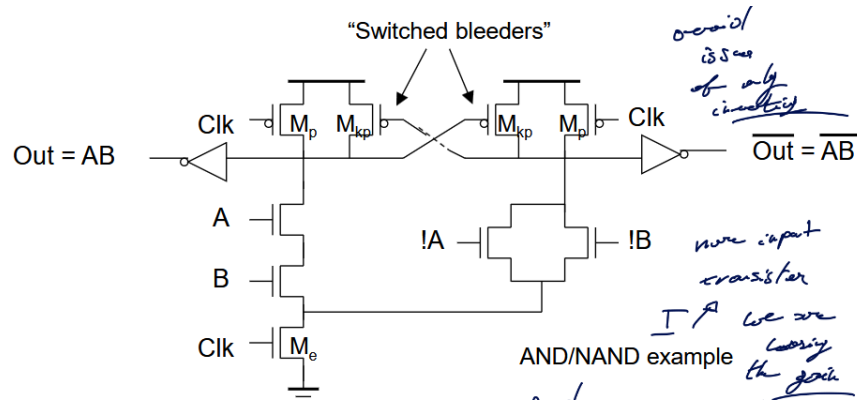 "Switched bleeders"
avoid
issue
of only
inverting
Clk
Mp
Mkp
Mkp
Mp
Clk
Out = AB
Out = AB
A
!A
!B
B
more input
transistor
I ↗ we are
Clk
Me
AND/NAND example
the